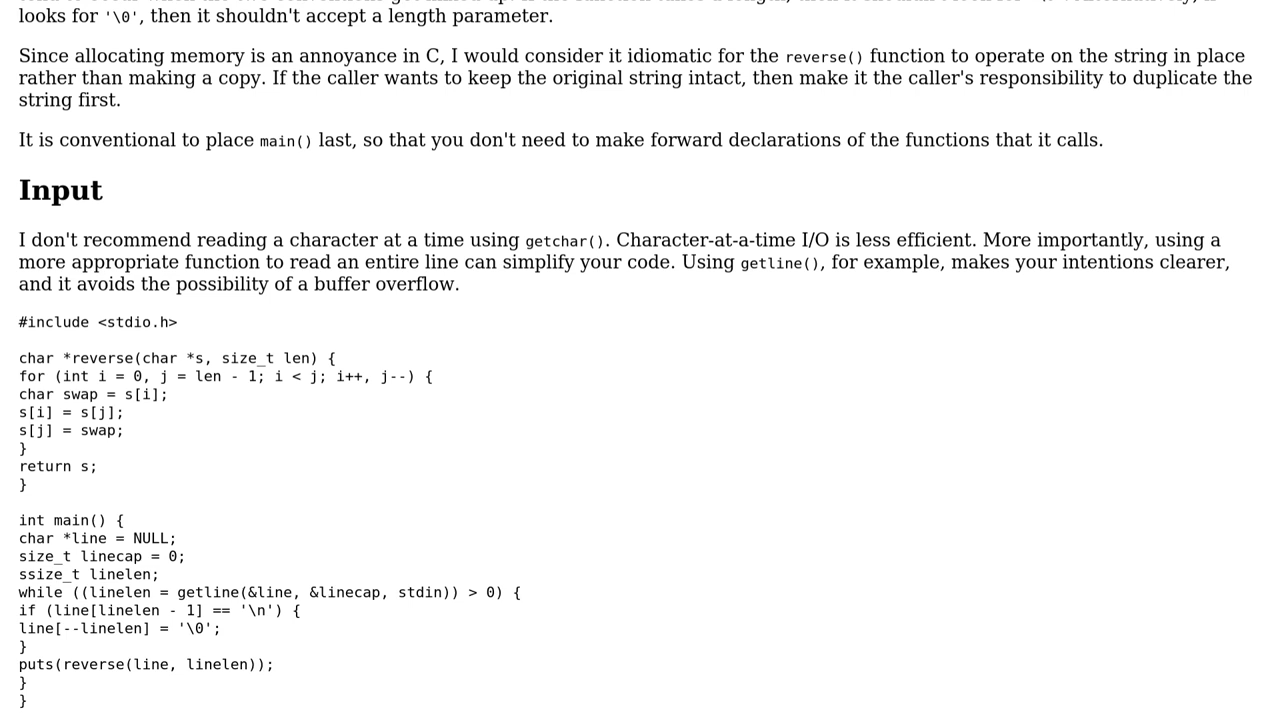 looks for '\0', then it shouldn't accept a length parameter.
Since allocating memory is an annoyance in C, I would consider it idiomatic for the reverse() function to operate on the string in place
rather than making a copy. If the caller wants to keep the original string intact, then make it the caller's responsibility to duplicate the
string first.
It is conventional to place main() last, so that you don't need to make forward declarations of the functions that it calls.
Input
I don't recommend reading a character at a time using getchar(). Character-at-a-time I/O is less efficient. More importantly, using a
more appropriate function to read an entire line can simplify your code. Using getline(), for example, makes your intentions clearer,
and it avoids the possibility of a buffer overflow.
#include <stdio.h>
char *reverse(char *s, size_t len) {
for (int i = 0, j = len - 1; i < j; i++, j--) {
char swap = s[i];
s[i] = s[j];
s[j] = swap;
}
return s;
}
int main() {
char *line = NULL;
size_t linecap = 0;
ssize_t linelen;
while ((linelen = getline(&line, &linecap, stdin)) > 0) {
if (line[linelen - 1] == '\n') {
line[--linelen] = '\0';
}
puts(reverse(line, linelen));
}
}